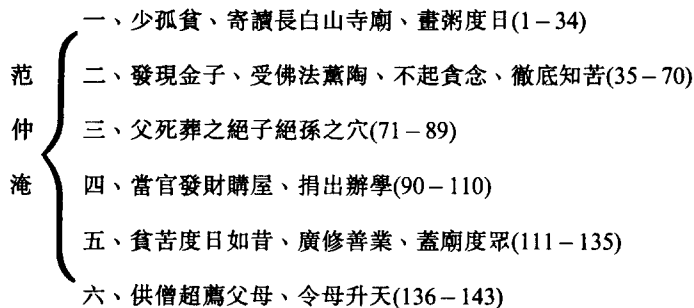 范仲淹
一、少孤貧、寄讀長白山寺廟、畫粥度日(1–34)
二、發現金子、受佛法薰陶、不起貪念、徹底知苦(35–70)
三、父死葬之絕子絕孫之穴(71–89)
四、當官發財購屋、捐出辦學(90–110)
五、貧苦度日如昔、廣修善業、蓋廟度眾(111–135)
六、供僧超薦父母、令母升天(136–143)